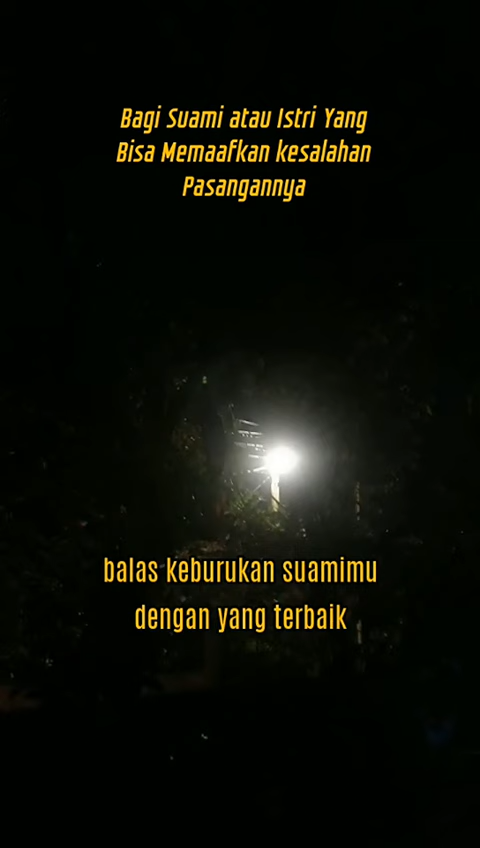 Bagi Suami atau Istri Yang
Bisa Memaafkan kesalahan
Pasangannya
balas keburukan suamimu
dengan yang terbaik